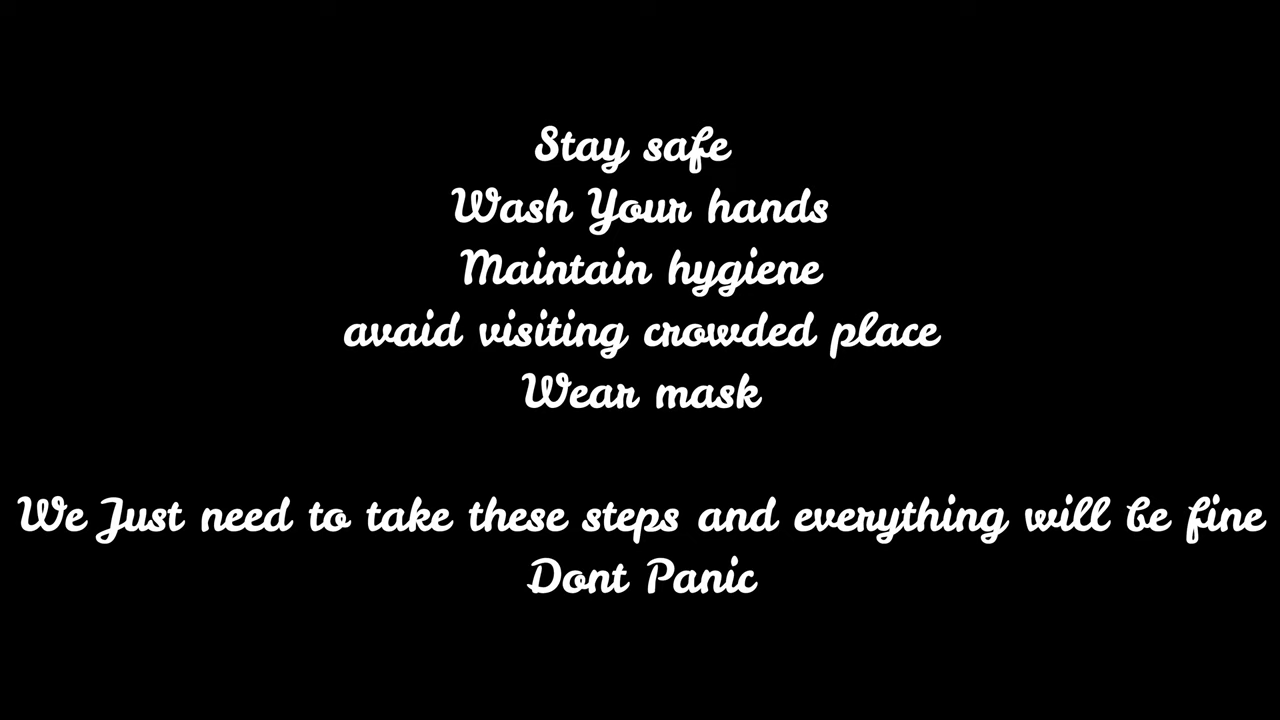 Stay safe
Wash Your hands
Maintain hygiene
avaid visiting crowded place
Wear mask
We Just need to take these steps and everything will be fine
Dont Panic